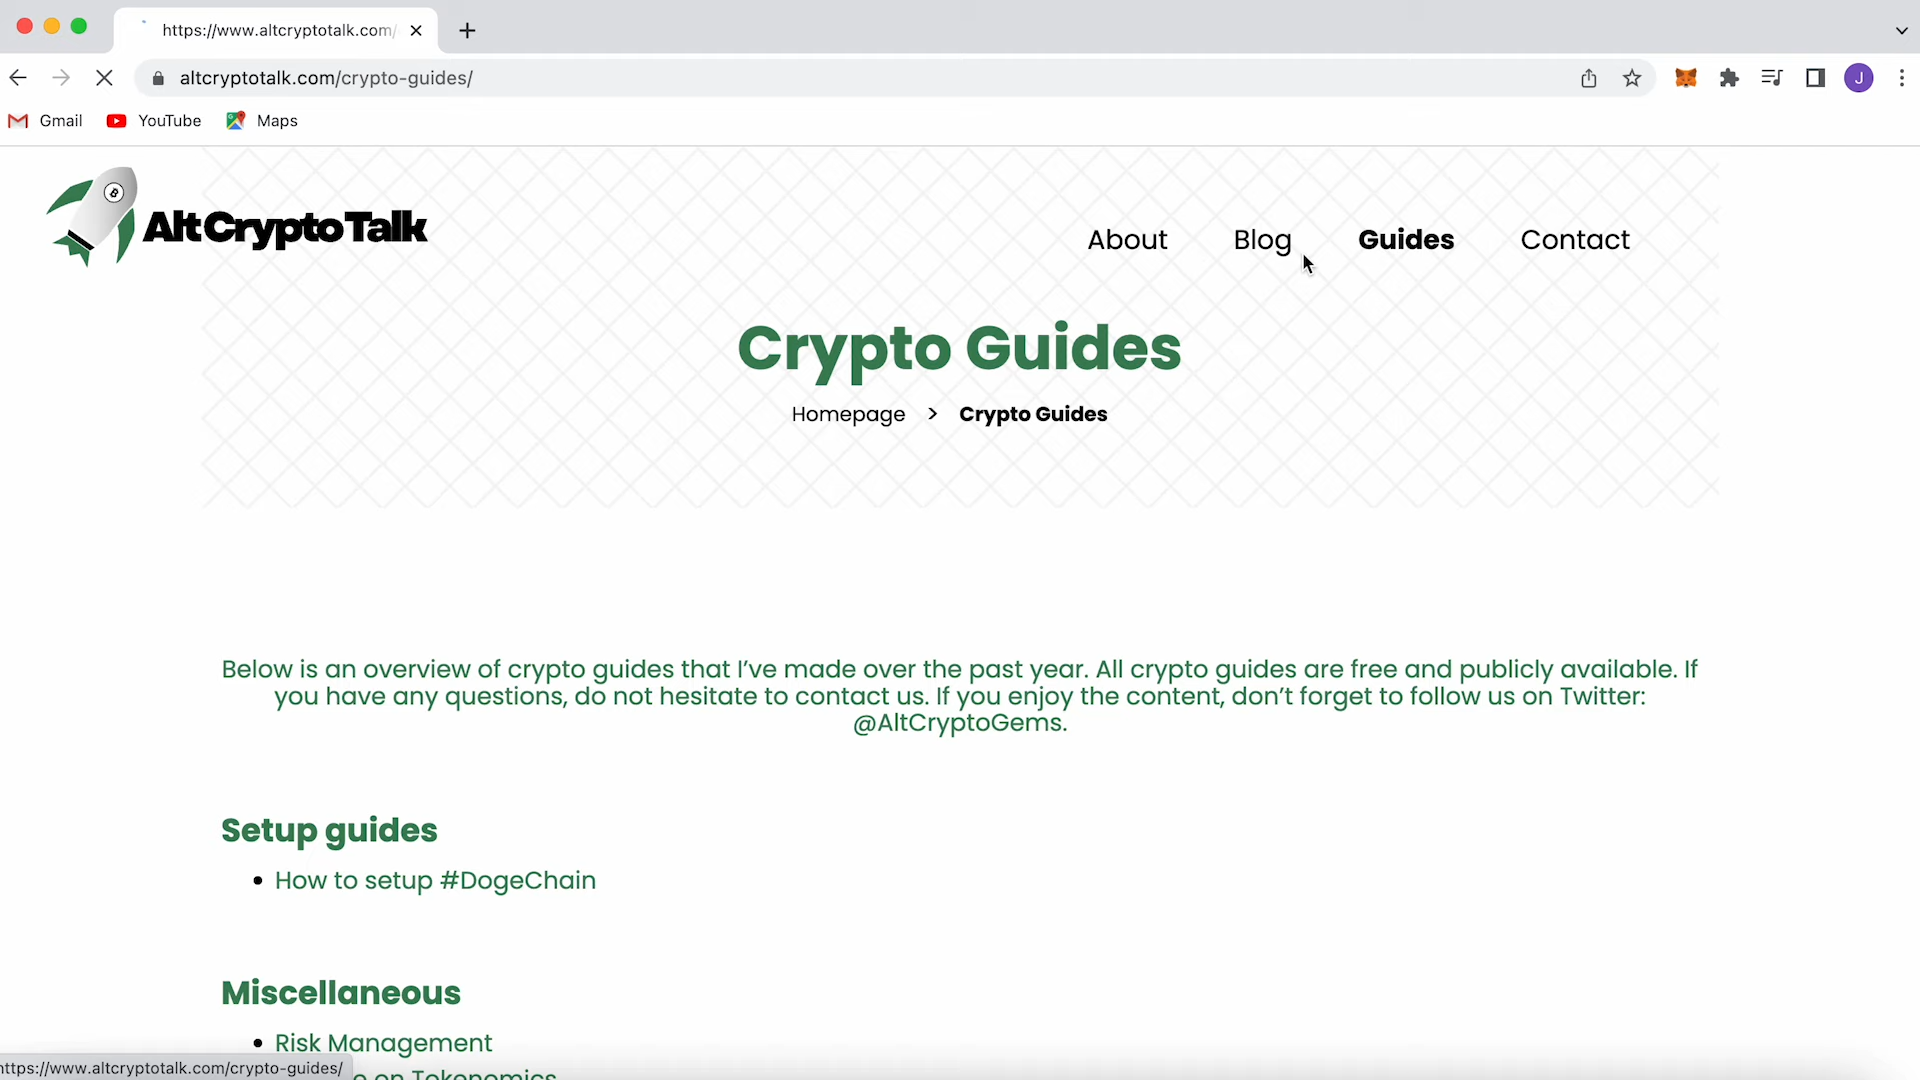 https://www.altcryptotalk.com/
altcryptotalk.com/crypto-guides/
J
Gmail YouTube Maps
AltCryptoTalk
About Blog Guides Contact
Crypto Guides
Homepage > Crypto Guides
Below is an overview of crypto guides that I’ve made over the past year. All crypto guides are free and publicly available. If
you have any questions, do not hesitate to contact us. If you enjoy the content, don’t forget to follow us on Twitter:
@AltCryptoGems.
Setup guides
• How to setup #DogeChain
Miscellaneous
• Risk Management
https://www.altcryptotalk.com/crypto-guides/
on Tokenomics